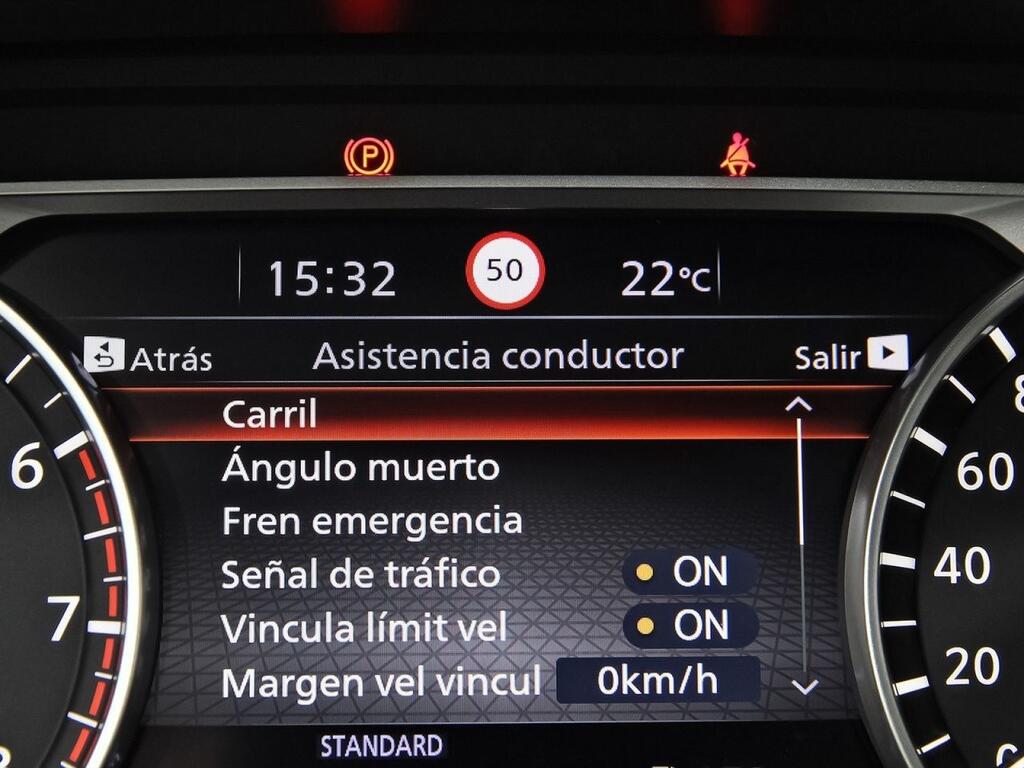 P
15:32 50 22°C
Atrás Asistencia conductor Salir
Carril
Ángulo muerto
Fren emergencia
Señal de tráfico ON
Vincula límit vel ON
Margen vel vincul 0km/h
STANDARD
6
7
60
40
20